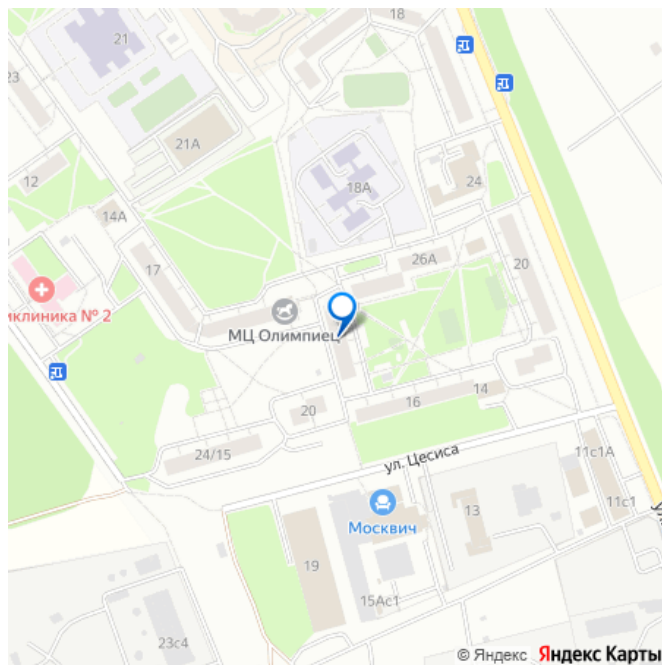 18
21
23
21А
18А
24
12
14А
26А
20
17
иклиника № 2
МЦ Олимпиец
14
16
20
24/15
ул. Цесиса
11с1А
11с1
Москвич
13
19
15Ас1
23с4
© Яндекс Яндекс Карты